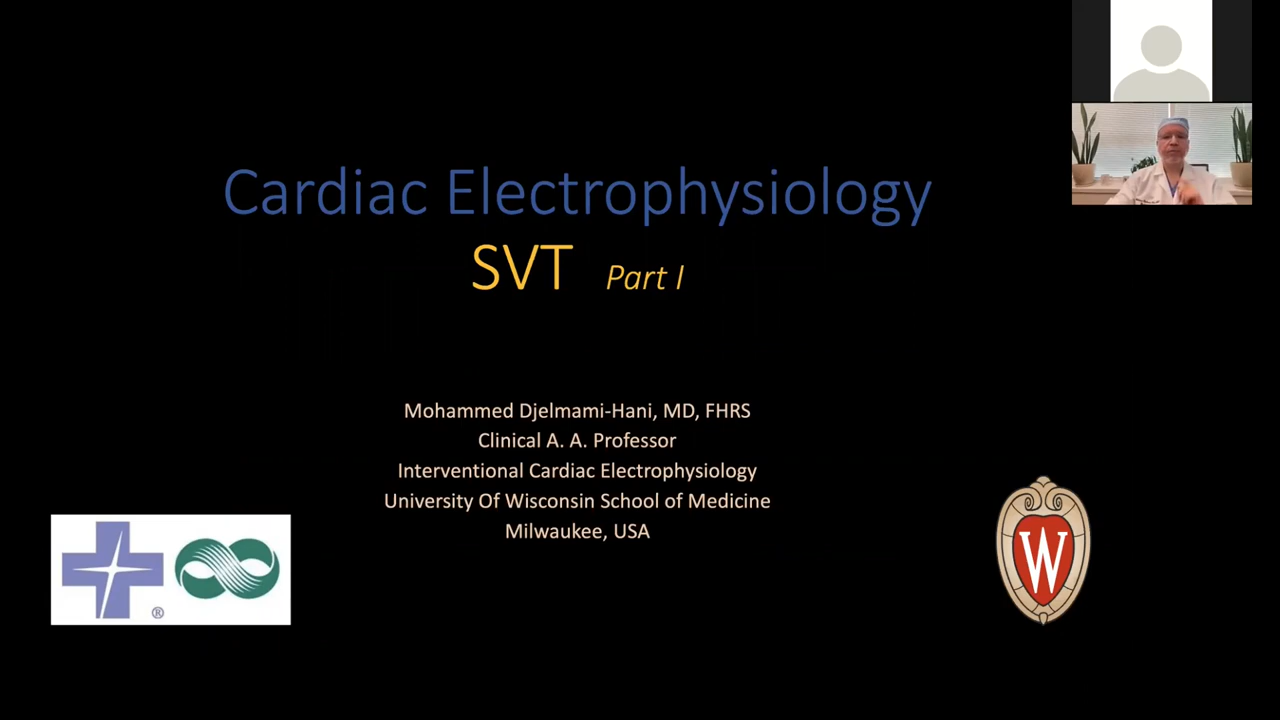 Cardiac Electrophysiology
SVT Part I
Mohammed Djelmami-Hani, MD, FHRS
Clinical A. A. Professor
Interventional Cardiac Electrophysiology
University Of Wisconsin School of Medicine
Milwaukee, USA
®
W